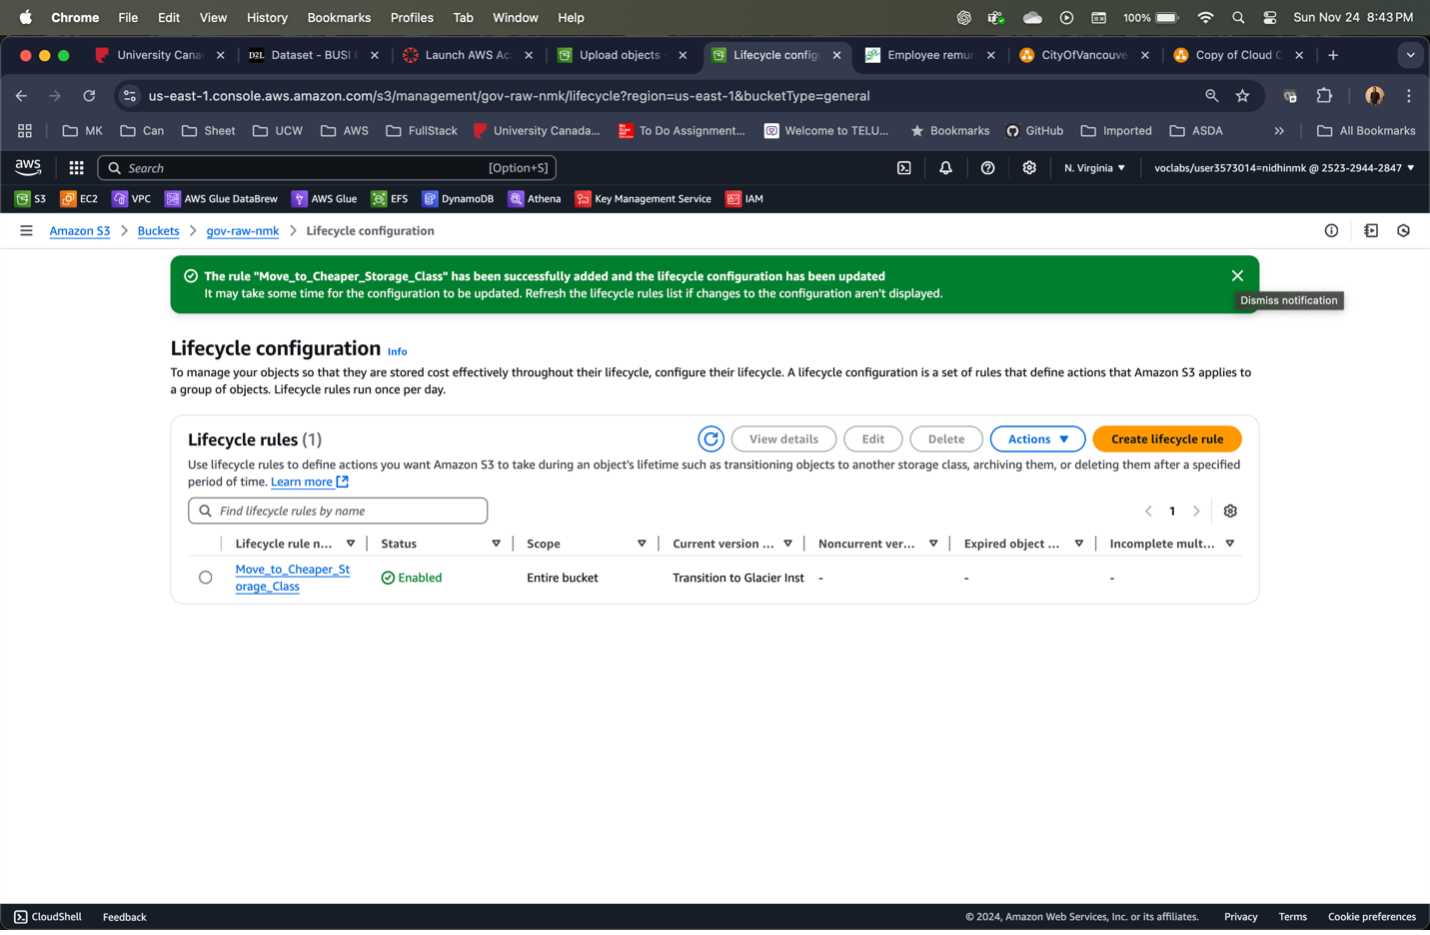 Chrome File Edit View History Bookmarks Profiles Tab Window Help 100% Sun Nov 24 8:43 PM
University Cana Dataset - BUSI Launch AWS Ac Upload objects Lifecycle config Employee remun CityOfVancouve Copy of Cloud C
us-east-1.console.aws.amazon.com/s3/management/gov-raw-nmk/lifecycle?region=us-east-1&bucketType=general
MK Can Sheet UCW AWS FullStack University Canada... To Do Assignment... Welcome to TELU... Bookmarks GitHub Imported ASDA » All Bookmarks
aws Search [Option+S] N. Virginia ▼ voclabs/user3573014=nidhinmk @ 2523-2944-2847 ▼
S3 EC2 VPC AWS Glue DataBrew AWS Glue EFS DynamoDB Athena Key Management Service IAM
Amazon S3 > Buckets > gov-raw-nmk > Lifecycle configuration
The rule "Move_to_Cheaper_Storage_Class" has been successfully added and the lifecycle configuration has been updated
It may take some time for the configuration to be updated. Refresh the lifecycle rules list if changes to the configuration aren't displayed.
Dismiss notification
Lifecycle configuration Info
To manage your objects so that they are stored cost effectively throughout their lifecycle, configure their lifecycle. A lifecycle configuration is a set of rules that define actions that Amazon S3 applies to
a group of objects. Lifecycle rules run once per day.
Lifecycle rules (1) View details Edit Delete Actions ▼ Create lifecycle rule
Use lifecycle rules to define actions you want Amazon S3 to take during an object's lifetime such as transitioning objects to another storage class, archiving them, or deleting them after a specified
period of time. Learn more
Find lifecycle rules by name 1
Lifecycle rule n... Status Scope Current version ... Noncurrent ver... Expired object ... Incomplete mult...
Move_to_Cheaper_St
orage_Class
Enabled Entire bucket Transition to Glacier Inst - - -
CloudShell Feedback © 2024, Amazon Web Services, Inc. or its affiliates. Privacy Terms Cookie preferences